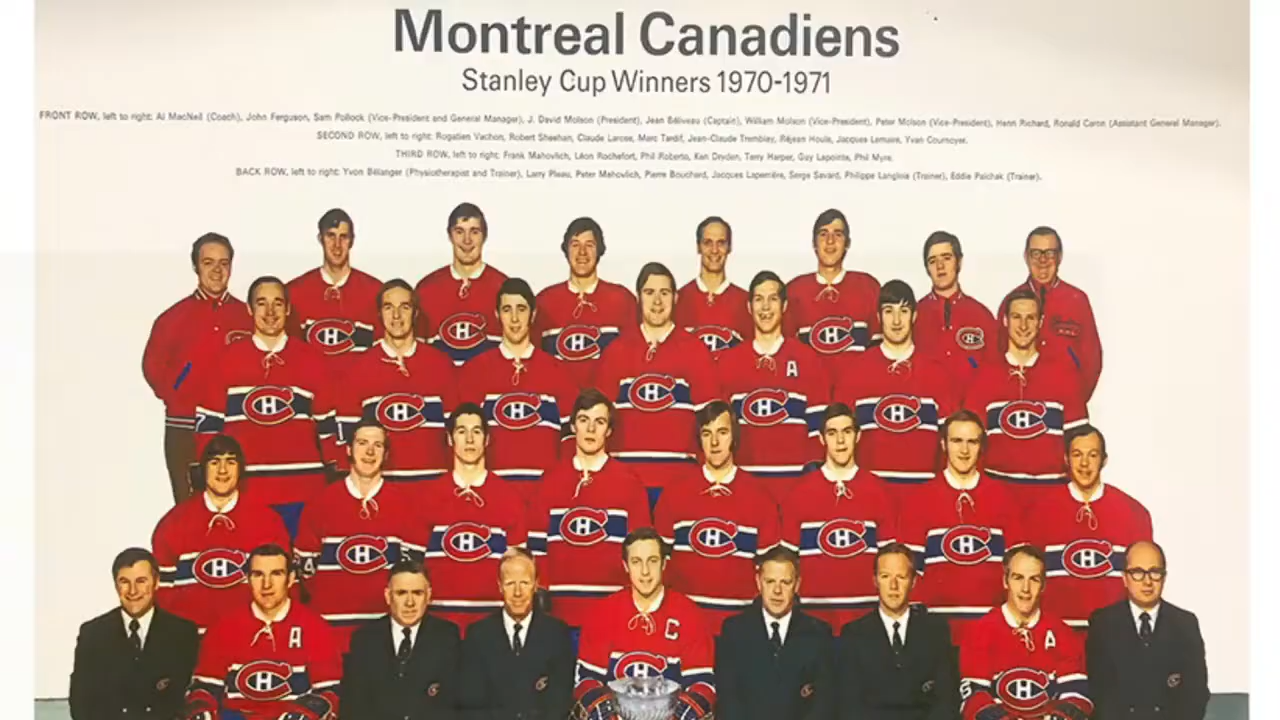 Montreal Canadiens
Stanley Cup Winners 1970-1971
FRONT ROW, left to right: Al MacNeil (Coach), John Ferguson, Sam Pollock (Vice-President and General Manager), J. David Molson (President), Jean Béliveau (Captain), William Molson (Vice-President), Peter Molson (Vice-President), Henri Richard, Ronald Caron (Assistant General Manager).
SECOND ROW, left to right: Rogatien Vachon, Robert Sheehan, Claude Larose, Marc Tardif, Jean-Claude Tremblay, Réjean Houle, Jacques Lemaire, Yvan Cournoyer.
THIRD ROW, left to right: Frank Mahovlich, Léon Rochefort, Phil Roberto, Ken Dryden, Terry Harper, Guy Lapointe, Phil Myre.
BACK ROW, left to right: Yvon Bélanger (Physiotherapist and Trainer), Larry Pleau, Peter Mahovlich, Pierre Bouchard, Jacques Laperrière, Serge Savard, Philippe Langlois (Trainer), Eddie Palchak (Trainer).
A
A
C
A